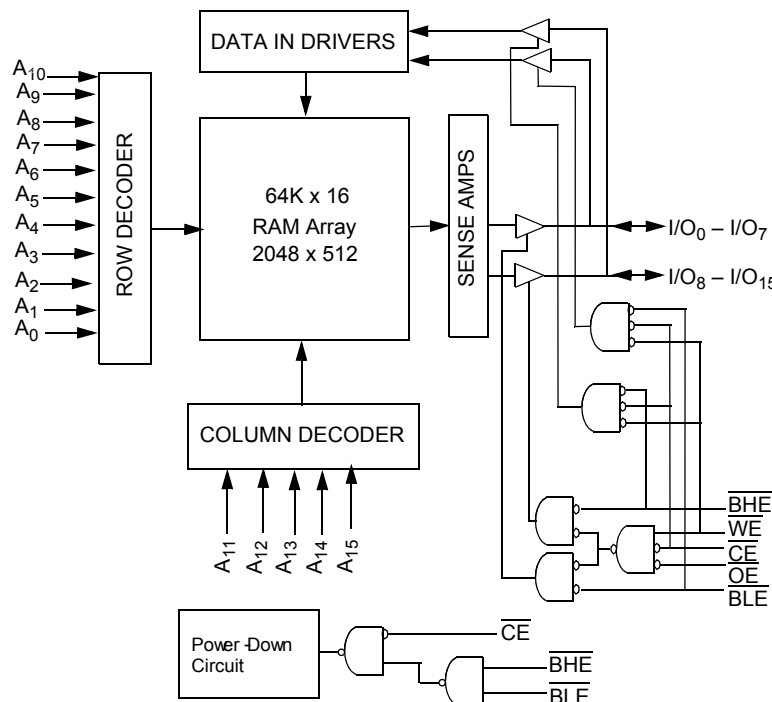 DATA IN DRIVERS
A10
A9
A8
A7
A6
A5
A4
A3
A2
A1
A0
ROW DECODER
64K x 16
RAM Array
2048 x 512
SENSE AMPS
I/O0 – I/O7
I/O8 – I/O15
COLUMN DECODER
A11
A12
A13
A14
A15
BHE
WE
CE
OE
BLE
Power-Down
Circuit
CE
BHE
BLE